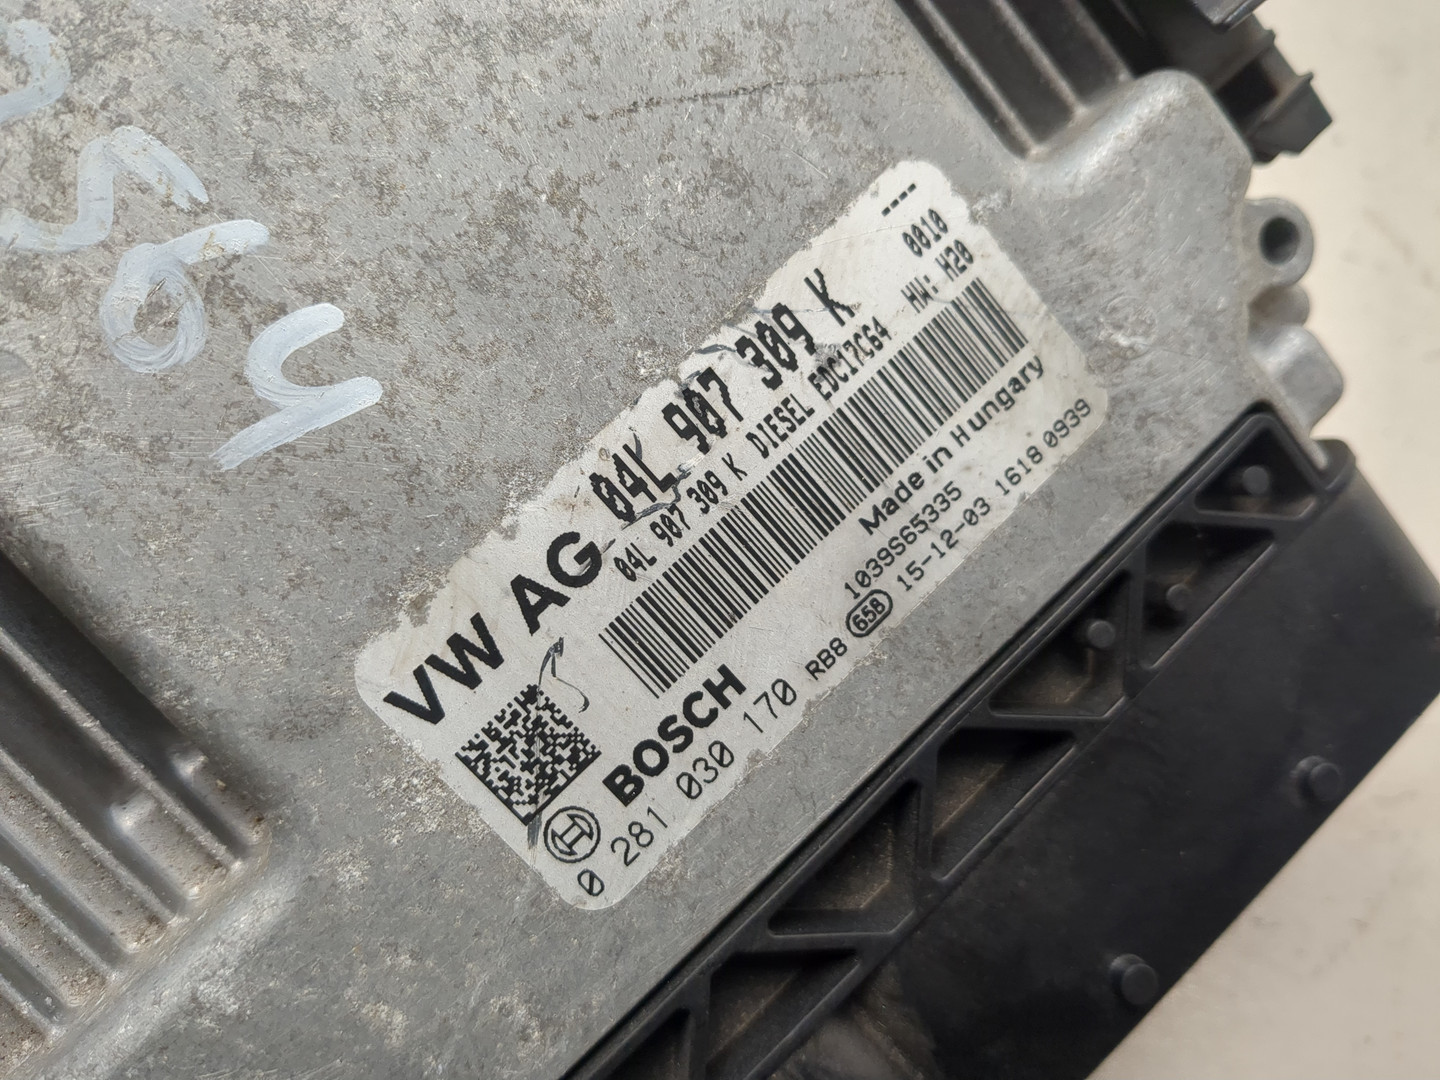 ---
VW AG 04L 907 309 K 0010
04L 907 309 K DIESEL EDC17C64 HW: H20
Made in Hungary
BOSCH 1039S65335
0 281 030 170 RB8 658 15-12-03 1618 0939